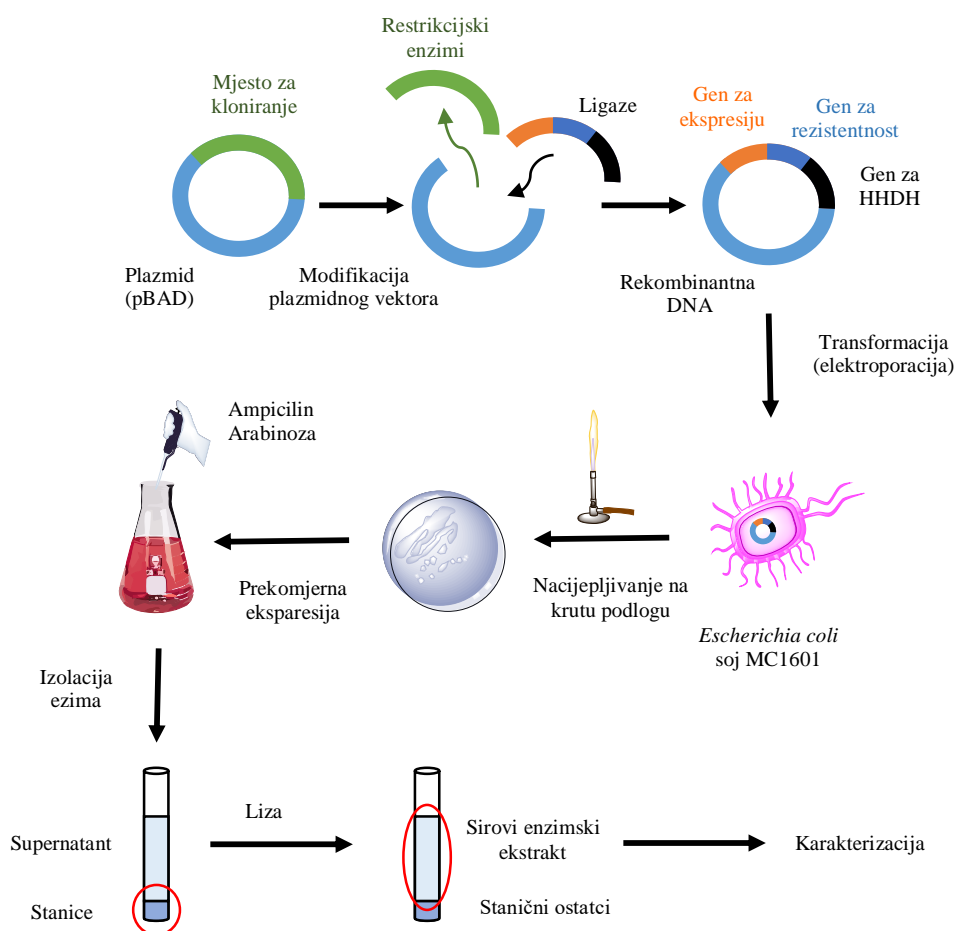 Restrikcijski
enzimi
Mjesto za
kloniranje
Ligaze
Gen za
ekspresiju
Gen za
rezistentnost
Gen za
HHDH
Plazmid
(pBAD)
Modifikacija
plazmidnog vektora
Rekombinantna
DNA
Transformacija
(elektroporacija)
Ampicilin
Arabinoza
Prekomjerna
eksparesija
Nacijepljivanje na
krutu podlogu
Escherichia coli
soj MC1601
Izolacija
ezima
Liza
Supernatant
Sirovi enzimski
ekstrakt
Karakterizacija
Stanice
Stanični ostatci